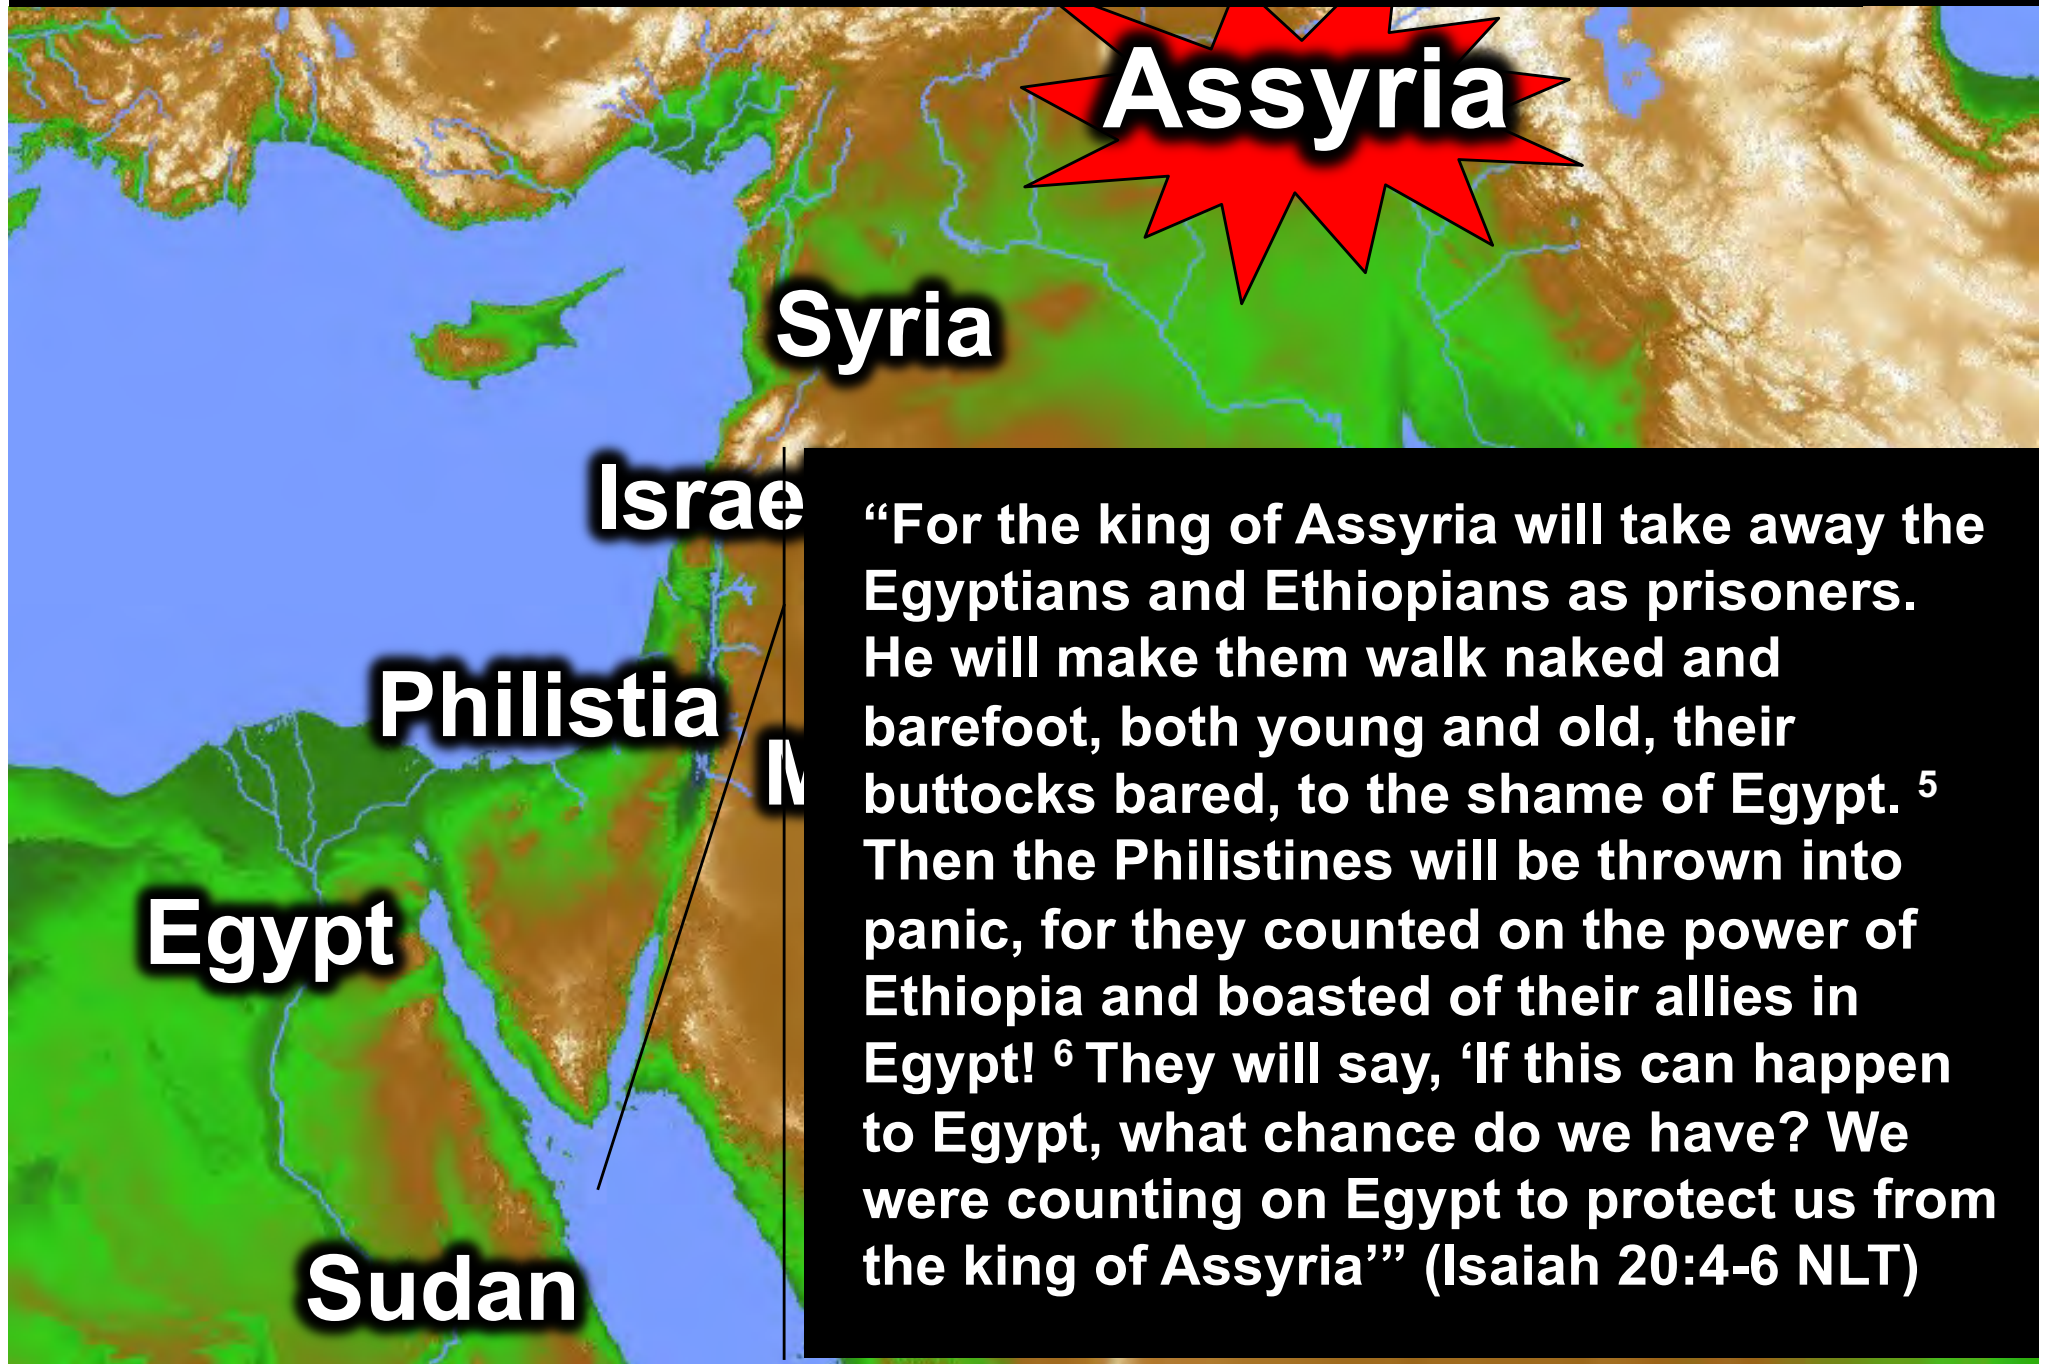 Assyria
Syria
Israe
Philistia
M
Egypt
Sudan
“For the king of Assyria will take away the
Egyptians and Ethiopians as prisoners.
He will make them walk naked and
barefoot, both young and old, their
buttocks bared, to the shame of Egypt. 5
Then the Philistines will be thrown into
panic, for they counted on the power of
Ethiopia and boasted of their allies in
Egypt! 6 They will say, ‘If this can happen
to Egypt, what chance do we have? We
were counting on Egypt to protect us from
the king of Assyria’” (Isaiah 20:4-6 NLT)